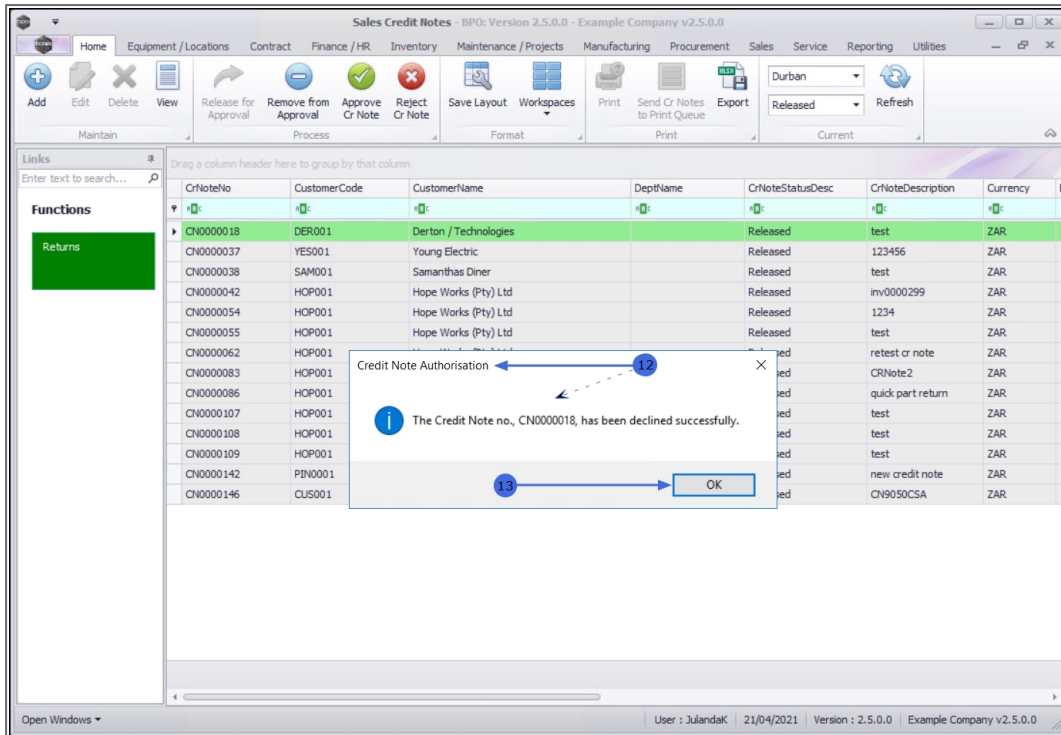 Sales Credit Notes - BPO: Version 2.5.0.0 - Example Company v2.5.0.0
Home Equipment / Locations Contract Finance / HR Inventory Maintenance / Projects Manufacturing Procurement Sales Service Reporting Utilities
Add Edit Delete View Release for Approval Remove from Approval Approve Cr Note Reject Cr Note Save Layout Workspaces Print Send Cr Notes to Print Queue Export Durban Released Refresh
Maintain Process Format Print Current
Links
Enter text to search...
Functions
Returns
Drag a column header here to group by that column
CrNoteNo CustomerCode CustomerName DeptName CrNoteStatusDesc CrNoteDescription Currency
CN0000018 DER001 Derton / Technologies Released test ZAR
CN0000037 YES001 Young Electric Released 123456 ZAR
CN0000038 SAM001 Samanthas Diner Released test ZAR
CN0000042 HOP001 Hope Works (Pty) Ltd Released inv0000299 ZAR
CN0000054 HOP001 Hope Works (Pty) Ltd Released 1234 ZAR
CN0000055 HOP001 Hope Works (Pty) Ltd Released test ZAR
CN0000062 HOP001 retest cr note ZAR
CN0000083 HOP001 CRNote2 ZAR
CN0000086 HOP001 quick part return ZAR
CN0000107 HOP001 test ZAR
CN0000108 HOP001 test ZAR
CN0000109 HOP001 test ZAR
CN0000142 PIN0001 new credit note ZAR
CN0000146 CUS001 CN9050CSA ZAR
Credit Note Authorisation 12
The Credit Note no., CN0000018, has been declined successfully.
13 OK
Open Windows User : JulandaK 21/04/2021 Version : 2.5.0.0 Example Company v2.5.0.0